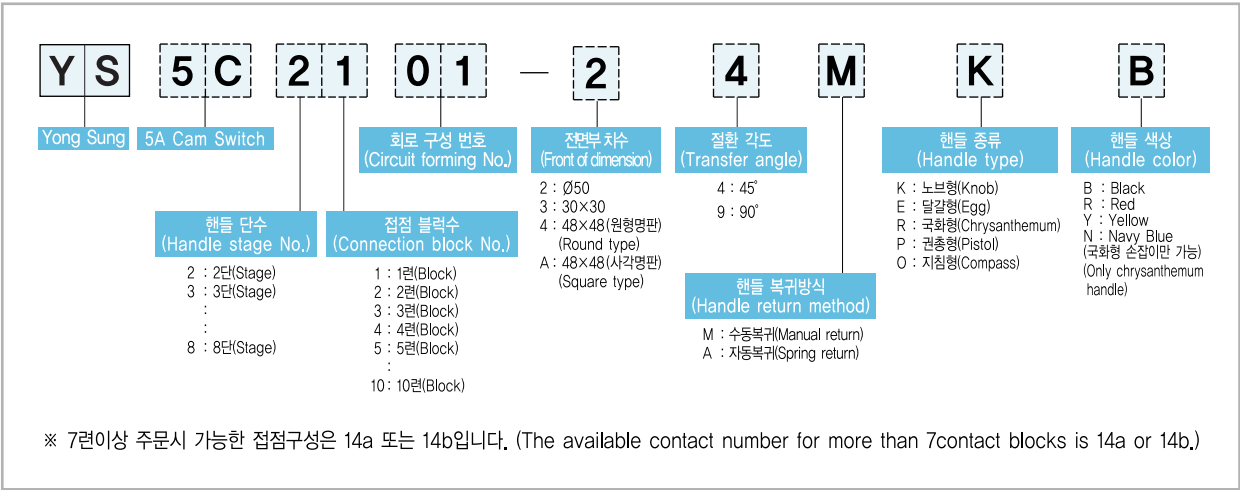 YS 5C 21 01 — 2 4 M K B
Yong Sung
5A Cam Switch
회로 구성 번호
(Circuit forming No.)
전면부 차수
(Front of dimension)
2 : Ø50
3 : 30×30
4 : 48×48(원형명판)
(Round type)
A : 48×48(사각명판)
(Square type)
절환 각도
(Transfer angle)
4 : 45°
9 : 90°
핸들 종류
(Handle type)
K : 노브형(Knob)
E : 달걀형(Egg)
R : 국화형(Chrysanthemum)
P : 권총형(Pistol)
O : 지침형(Compass)
핸들 색상
(Handle color)
B : Black
R : Red
Y : Yellow
N : Navy Blue
(국화형 손잡이만 가능)
(Only chrysanthemum
handle)
핸들 단수
(Handle stage No.)
2 : 2단(Stage)
3 : 3단(Stage)
:
:
8 : 8단(Stage)
접점 블럭수
(Connection block No.)
1 : 1련(Block)
2 : 2련(Block)
3 : 3련(Block)
4 : 4련(Block)
5 : 5련(Block)
:
10 : 10련(Block)
핸들 복귀방식
(Handle return method)
M : 수동복귀(Manual return)
A : 자동복귀(Spring return)
※ 7련이상 주문시 가능한 접점구성은 14a 또는 14b입니다. (The available contact number for more than 7contact blocks is 14a or 14b.)